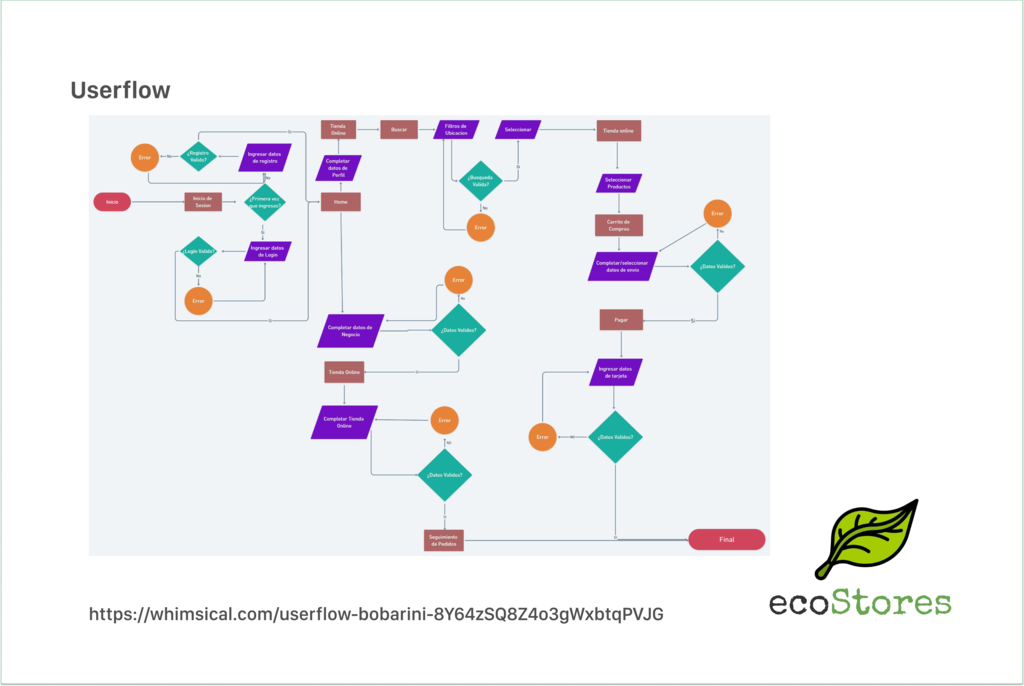 Userflow
Inicio
Inicio de
Sesion
¿Primera vez
que ingresas?
No
Ingresar datos
de registro
¿Registro
Valido?
No
Error
Si
Si
Ingresar datos
de Login
¿Login Valido?
No
Error
Si
Home
Completar
datos de
Perfil
Tienda
Online
Buscar
Filtros de
Ubicacion
¿Busqueda
Valida?
No
Error
Si
Seleccionar
Tienda online
Seleccionar
Productos
Carrito de
Compras
Completar/seleccionar
datos de envio
¿Datos Validos?
No
Error
Si
Pagar
Ingresar datos
de tarjeta
¿Datos Validos?
NO
Error
Completar datos de
Negocio
¿Datos Validos?
No
Error
Tienda Online
Completar Tienda
Online
¿Datos Validos?
NO
Error
Seguimiento
de Pedidos
Final
https://whimsical.com/userflow-bobarini-8Y64zSQ8Z4o3gWxbtqPVJG
ecoStores